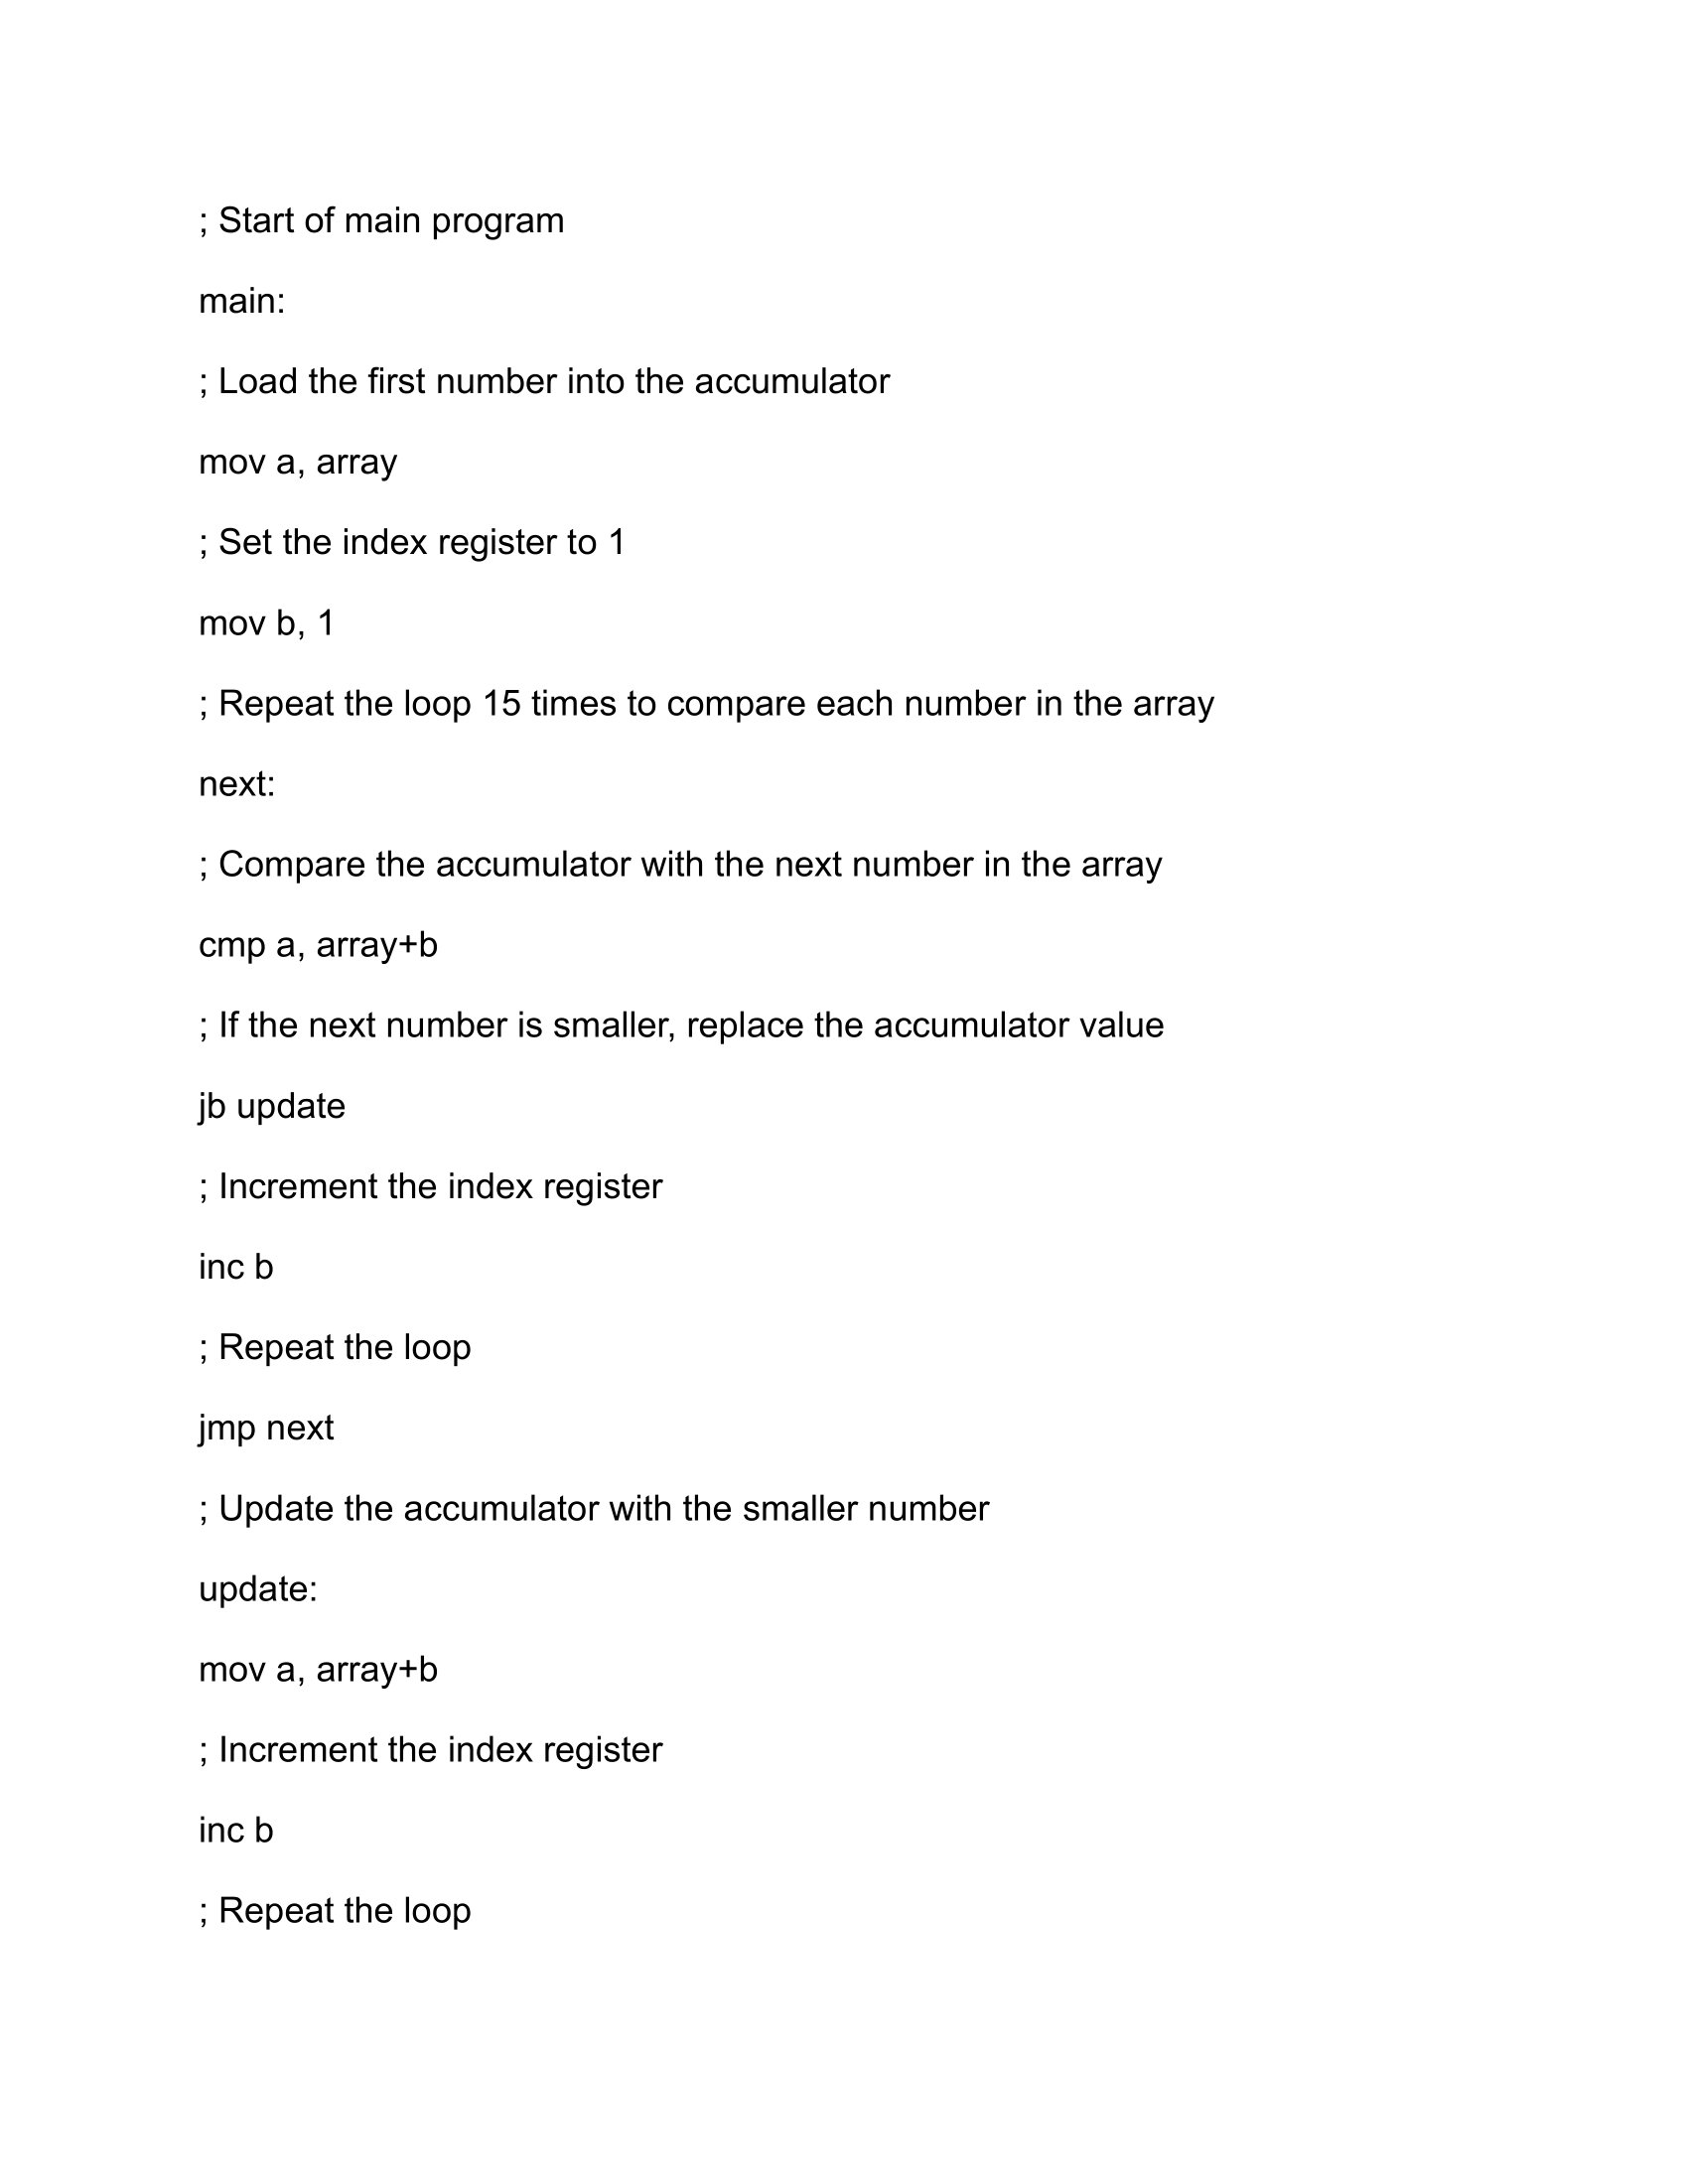 ; Start of main program
main:
; Load the first number into the accumulator
mov a, array
; Set the index register to 1
mov b, 1
; Repeat the loop 15 times to compare each number in the array
next:
; Compare the accumulator with the next number in the array
cmp a, array+b
; If the next number is smaller, replace the accumulator value
jb update
; Increment the index register
inc b
; Repeat the loop
jmp next
; Update the accumulator with the smaller number
update:
mov a, array+b
; Increment the index register
inc b
; Repeat the loop